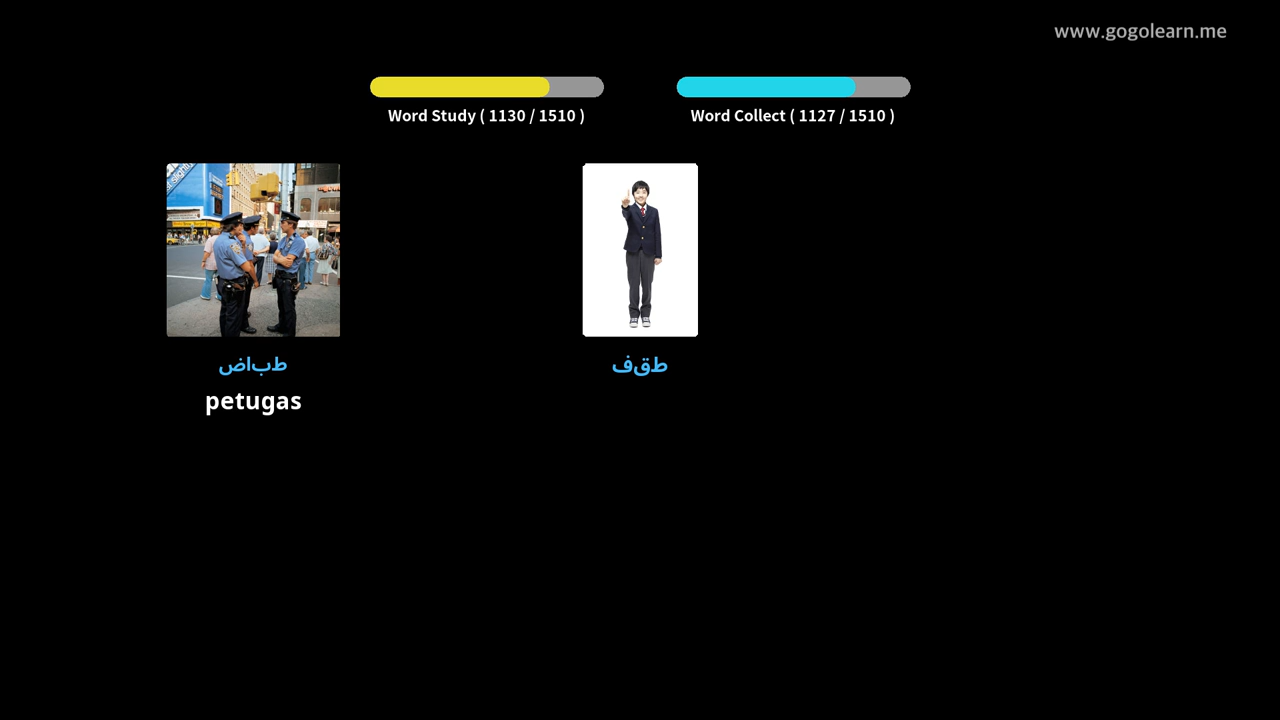 www.gogolearn.me
Word Study ( 1130 / 1510 )
Word Collect ( 1127 / 1510 )
طباض
طقف
petugas